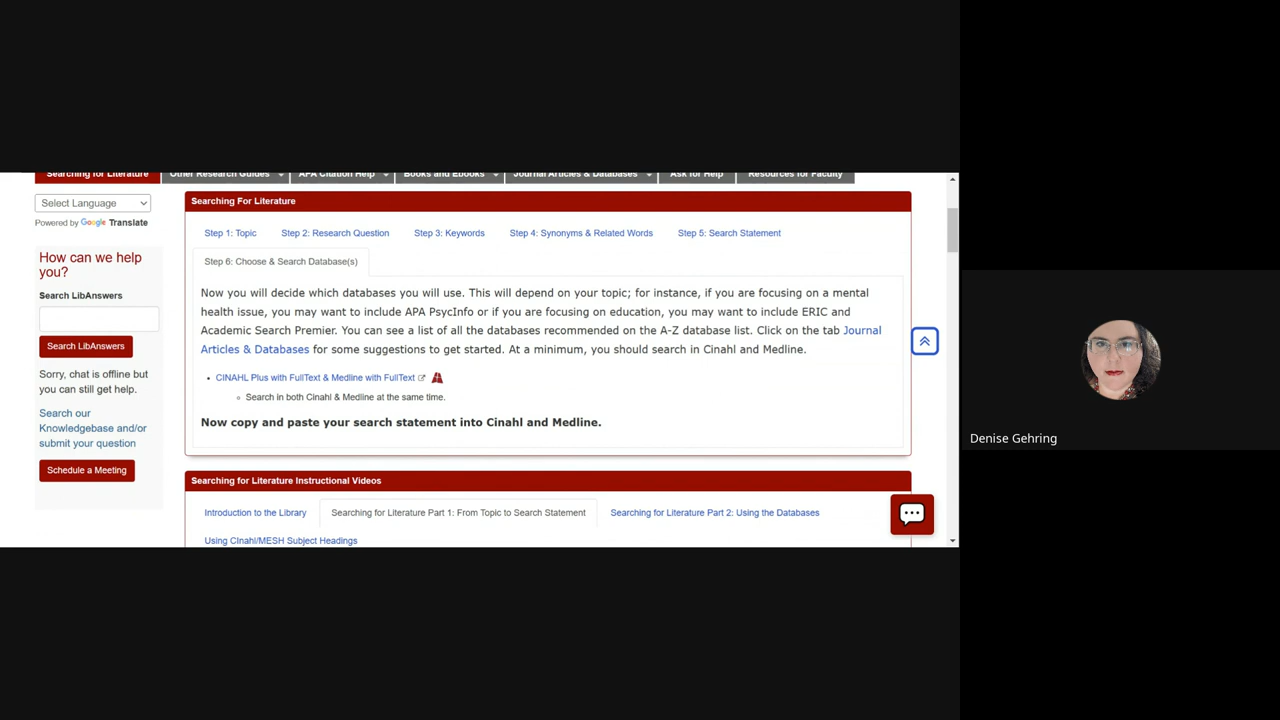 Searching for Literature Other Research Guides APA Citation Help Books and Ebooks Journal Articles & Databases Ask for Help Resources for Faculty
Select Language
Powered by Google Translate
How can we help
you?
Search LibAnswers
Search LibAnswers
Sorry, chat is offline but
you can still get help.
Search our
Knowledgebase and/or
submit your question
Schedule a Meeting
Searching For Literature
Step 1: Topic Step 2: Research Question Step 3: Keywords Step 4: Synonyms & Related Words Step 5: Search Statement
Step 6: Choose & Search Database(s)
Now you will decide which databases you will use. This will depend on your topic; for instance, if you are focusing on a mental
health issue, you may want to include APA PsycInfo or if you are focusing on education, you may want to include ERIC and
Academic Search Premier. You can see a list of all the databases recommended on the A-Z database list. Click on the tab Journal
Articles & Databases for some suggestions to get started. At a minimum, you should search in Cinahl and Medline.
• CINAHL Plus with FullText & Medline with FullText
Search in both Cinahl & Medline at the same time.
Now copy and paste your search statement into Cinahl and Medline.
Searching for Literature Instructional Videos
Introduction to the Library Searching for Literature Part 1: From Topic to Search Statement Searching for Literature Part 2: Using the Databases
Using CInahl/MESH Subject Headings
Denise Gehring